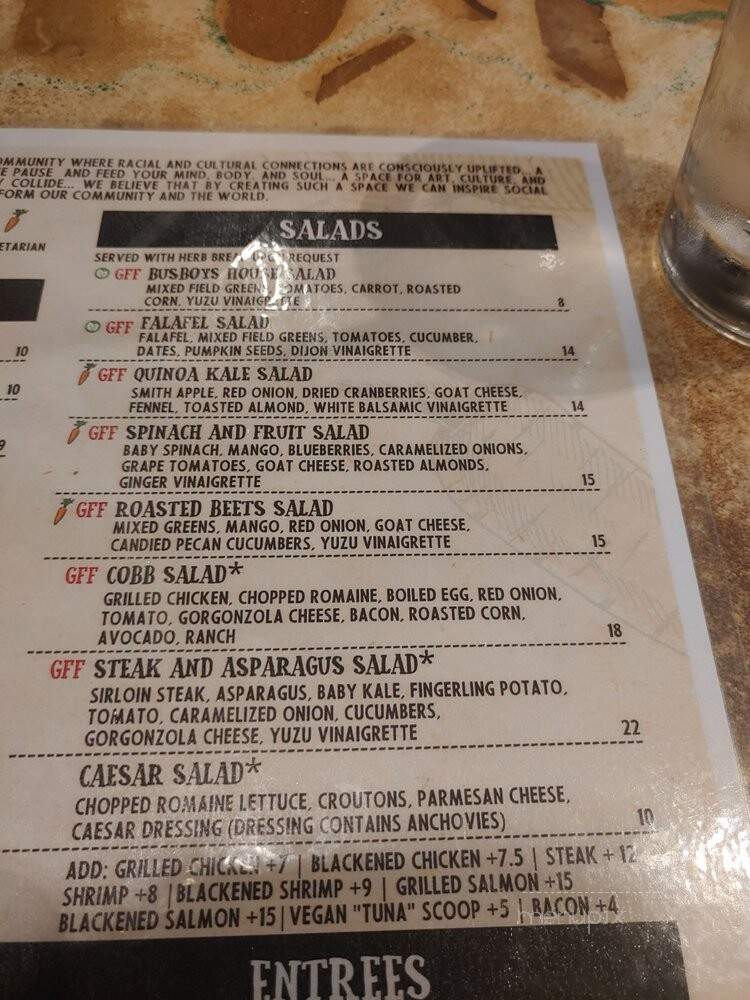 OMMUNITY WHERE RACIAL AND CULTURAL CONNECTIONS ARE CONSCIOUSLY UPLIFTED... A
E PAUSE AND FEED YOUR MIND, BODY, AND SOUL... A SPACE FOR ART, CULTURE, AND
Y COLLIDE... WE BELIEVE THAT BY CREATING SUCH A SPACE WE CAN INSPIRE SOCIAL
FORM OUR COMMUNITY AND THE WORLD.
ETARIAN
10
10
9
SALADS
SERVED WITH HERB BREAD UPON REQUEST
GFF BUSBOYS HOUSE SALAD
MIXED FIELD GREENS, TOMATOES, CARROT, ROASTED
CORN, YUZU VINAIGRETTE 8
GFF FALAFEL SALAD
FALAFEL, MIXED FIELD GREENS, TOMATOES, CUCUMBER,
DATES, PUMPKIN SEEDS, DIJON VINAIGRETTE 14
GFF QUINOA KALE SALAD
SMITH APPLE, RED ONION, DRIED CRANBERRIES, GOAT CHEESE,
FENNEL, TOASTED ALMOND, WHITE BALSAMIC VINAIGRETTE 14
GFF SPINACH AND FRUIT SALAD
BABY SPINACH, MANGO, BLUEBERRIES, CARAMELIZED ONIONS,
GRAPE TOMATOES, GOAT CHEESE, ROASTED ALMONDS,
GINGER VINAIGRETTE 15
GFF ROASTED BEETS SALAD
MIXED GREENS, MANGO, RED ONION, GOAT CHEESE,
CANDIED PECAN CUCUMBERS, YUZU VINAIGRETTE 15
GFF COBB SALAD*
GRILLED CHICKEN, CHOPPED ROMAINE, BOILED EGG, RED ONION,
TOMATO, GORGONZOLA CHEESE, BACON, ROASTED CORN,
AVOCADO, RANCH 18
GFF STEAK AND ASPARAGUS SALAD*
SIRLOIN STEAK, ASPARAGUS, BABY KALE, FINGERLING POTATO,
TOMATO, CARAMELIZED ONION, CUCUMBERS,
GORGONZOLA CHEESE, YUZU VINAIGRETTE 22
CAESAR SALAD*
CHOPPED ROMAINE LETTUCE, CROUTONS, PARMESAN CHEESE,
CAESAR DRESSING (DRESSING CONTAINS ANCHOVIES) 10
ADD: GRILLED CHICKEN +7 | BLACKENED CHICKEN +7.5 | STEAK + 12
SHRIMP +8 | BLACKENED SHRIMP +9 | GRILLED SALMON +15
BLACKENED SALMON +15 | VEGAN "TUNA" SCOOP +5 | BACON +4
ENTREES